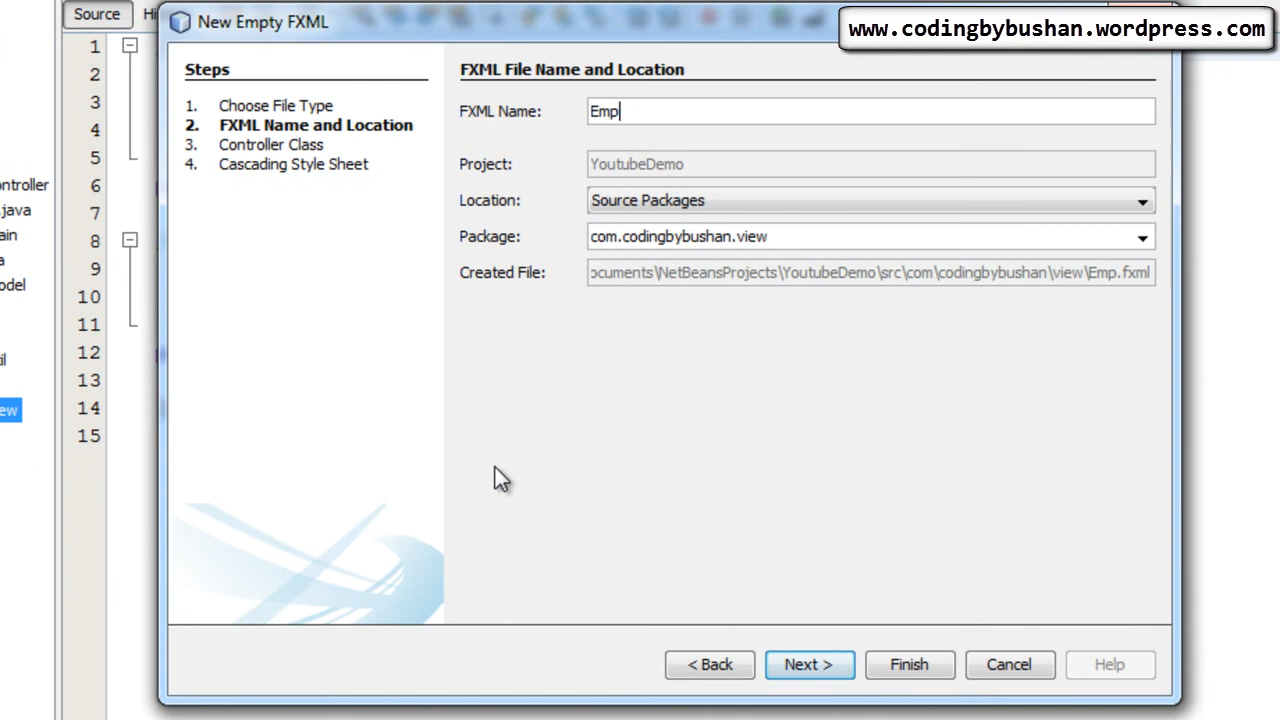 Source
Hi
New Empty FXML
www.codingbybushan.wordpress.com
1
2
3
4
5
6
7
8
9
10
11
12
13
14
15
ontroller
.java
ain
a
odel
il
ew
Steps
1. Choose File Type
2. FXML Name and Location
3. Controller Class
4. Cascading Style Sheet
FXML File Name and Location
FXML Name: Emp
Project: YoutubeDemo
Location: Source Packages
Package: com.codingbybushan.view
Created File: ocuments\NetBeansProjects\YoutubeDemo\src\com\codingbybushan\view\Emp.fxml
< Back Next > Finish Cancel Help